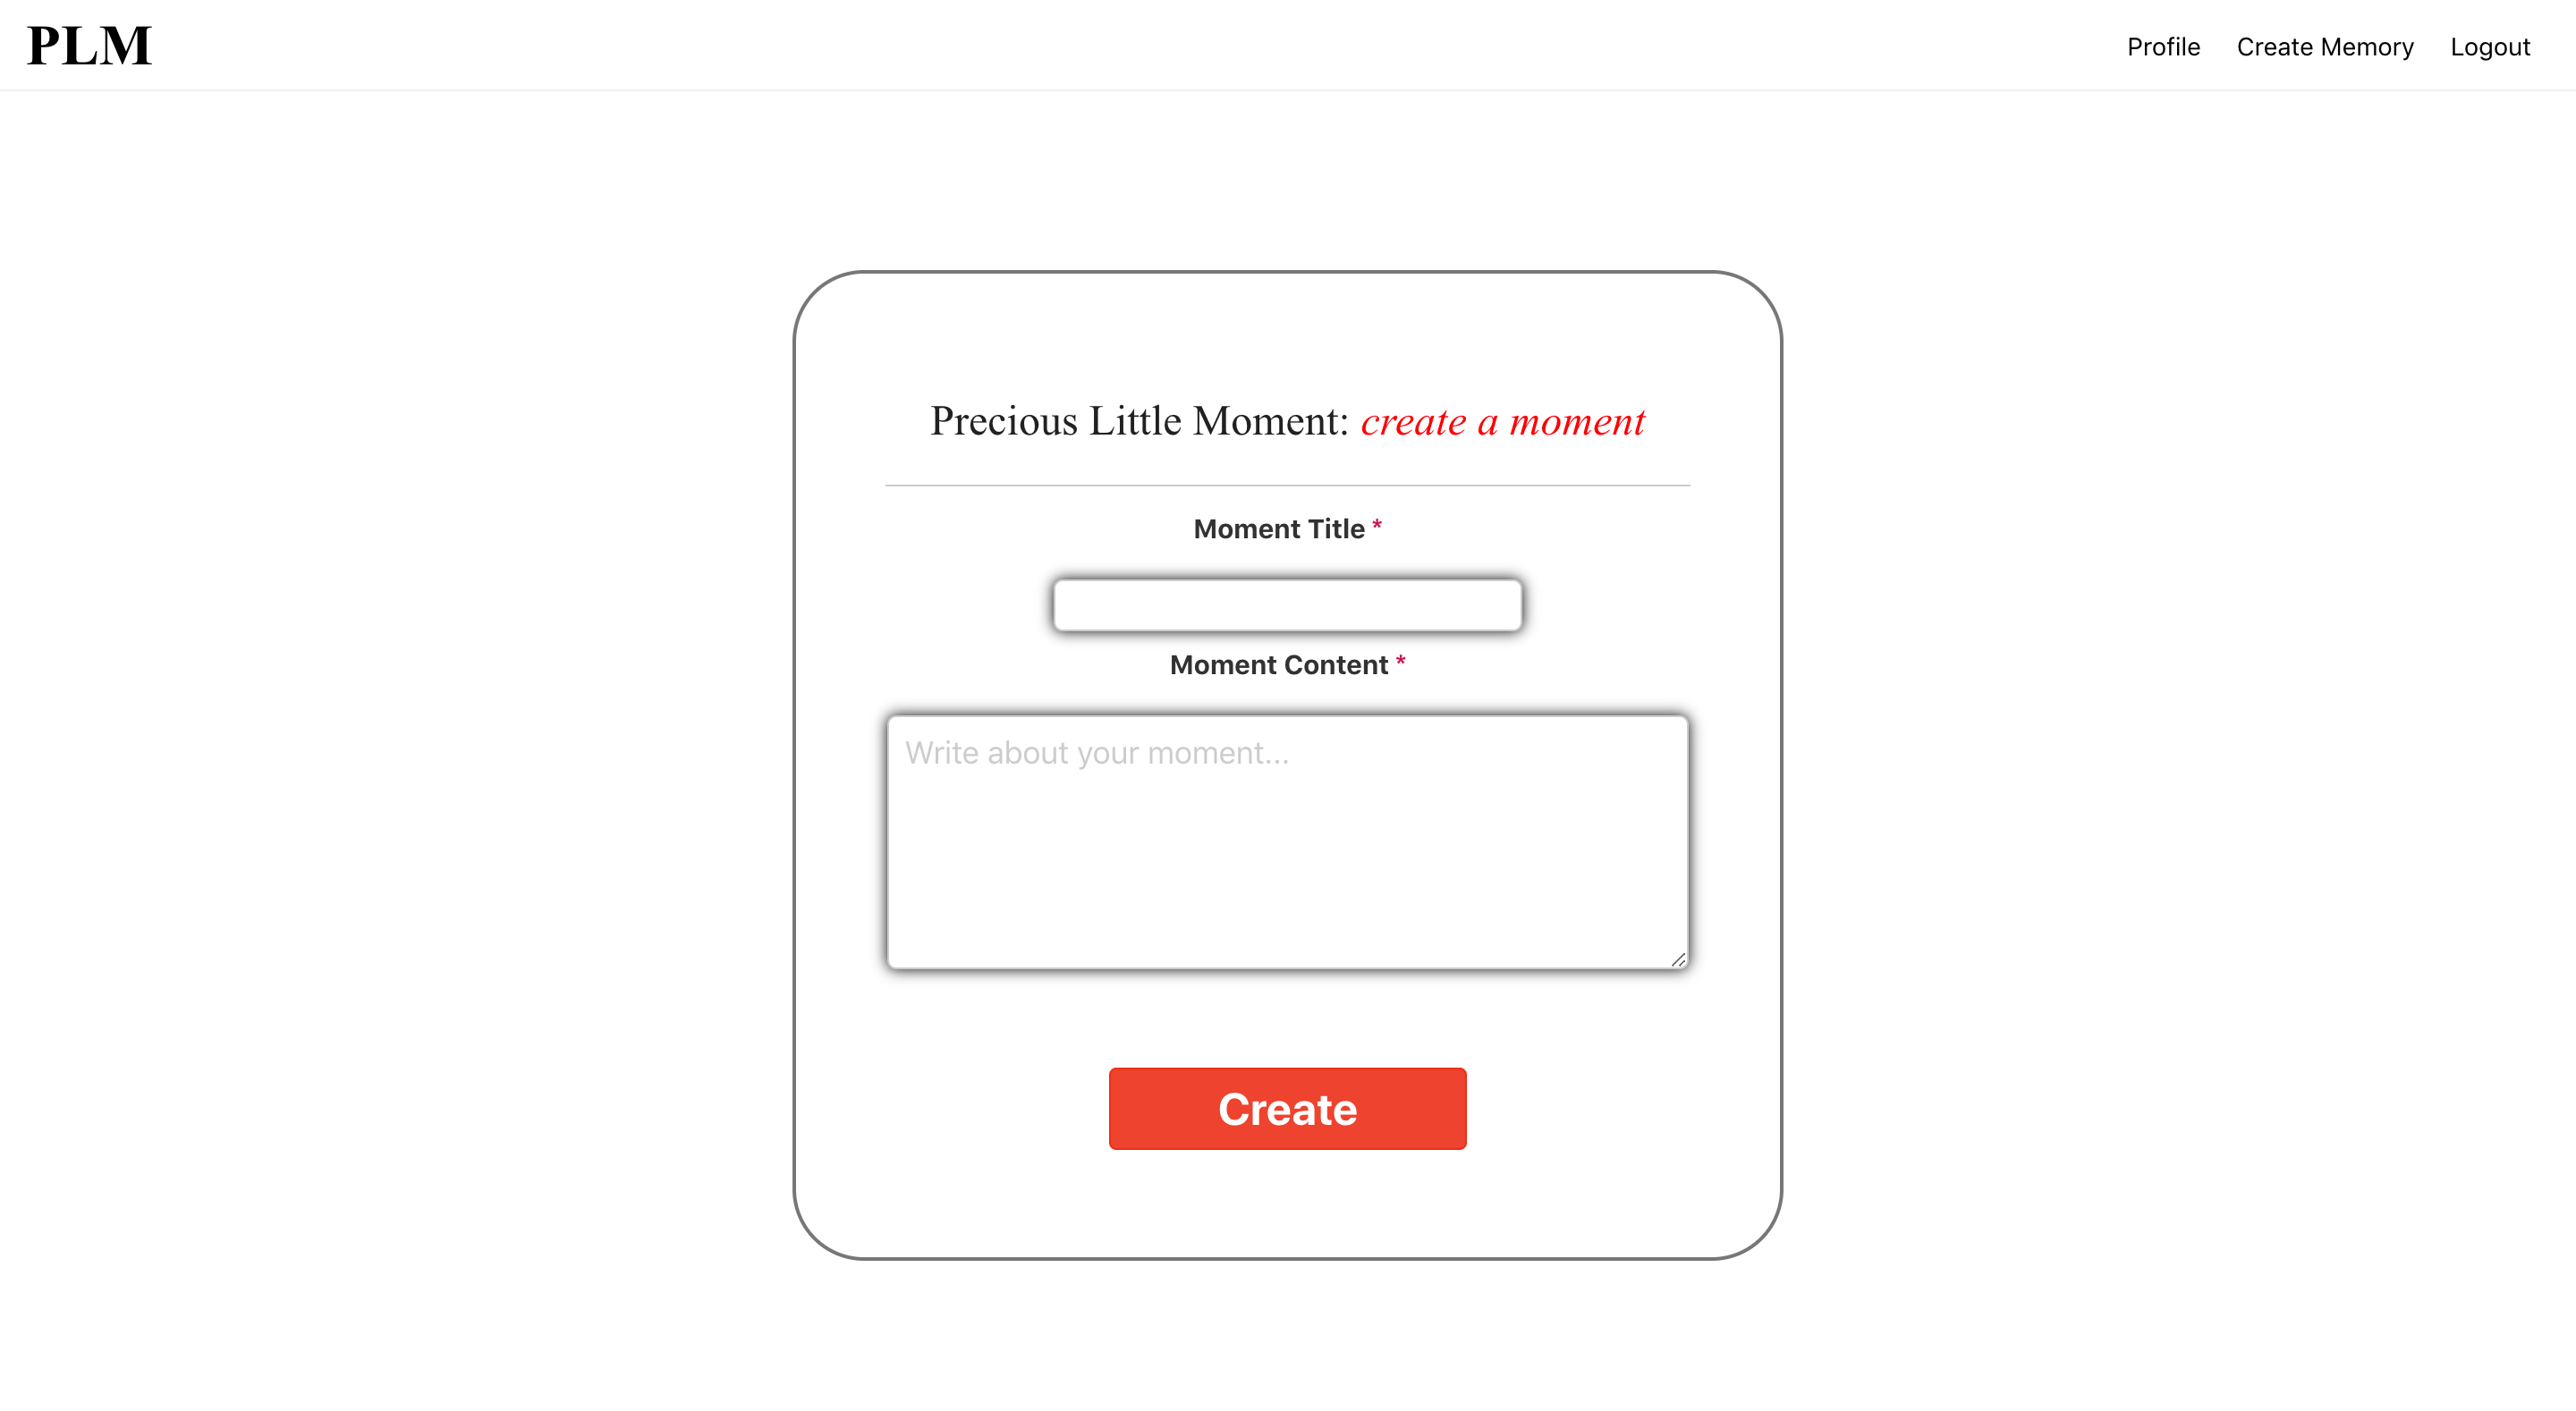 PLM
Profile Create Memory Logout
Precious Little Moment: create a moment
Moment Title *
Moment Content *
Write about your moment...
Create